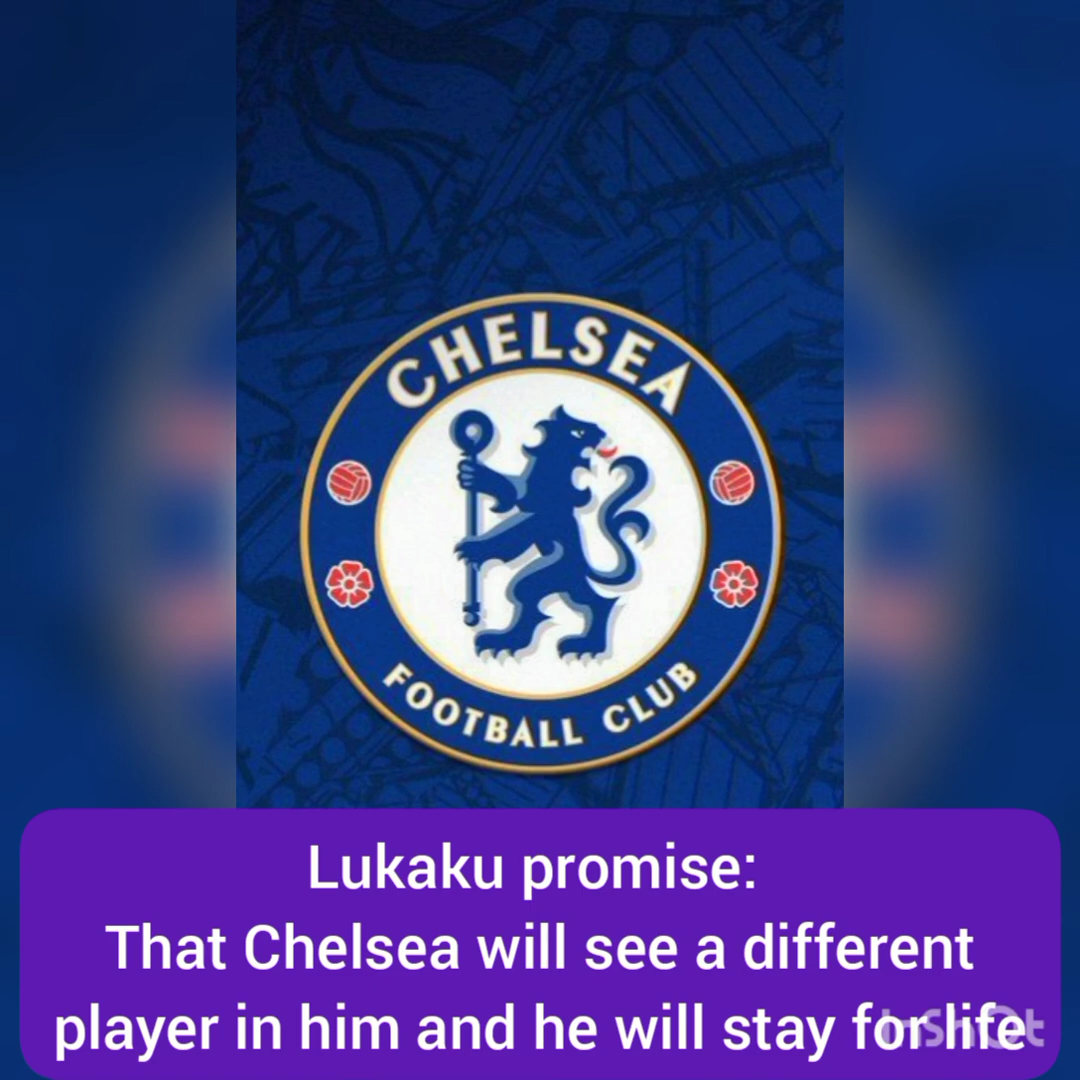 CHELSEA
FOOTBALL CLUB
Lukaku promise:
That Chelsea will see a different
player in him and he will stay for life
InShOt